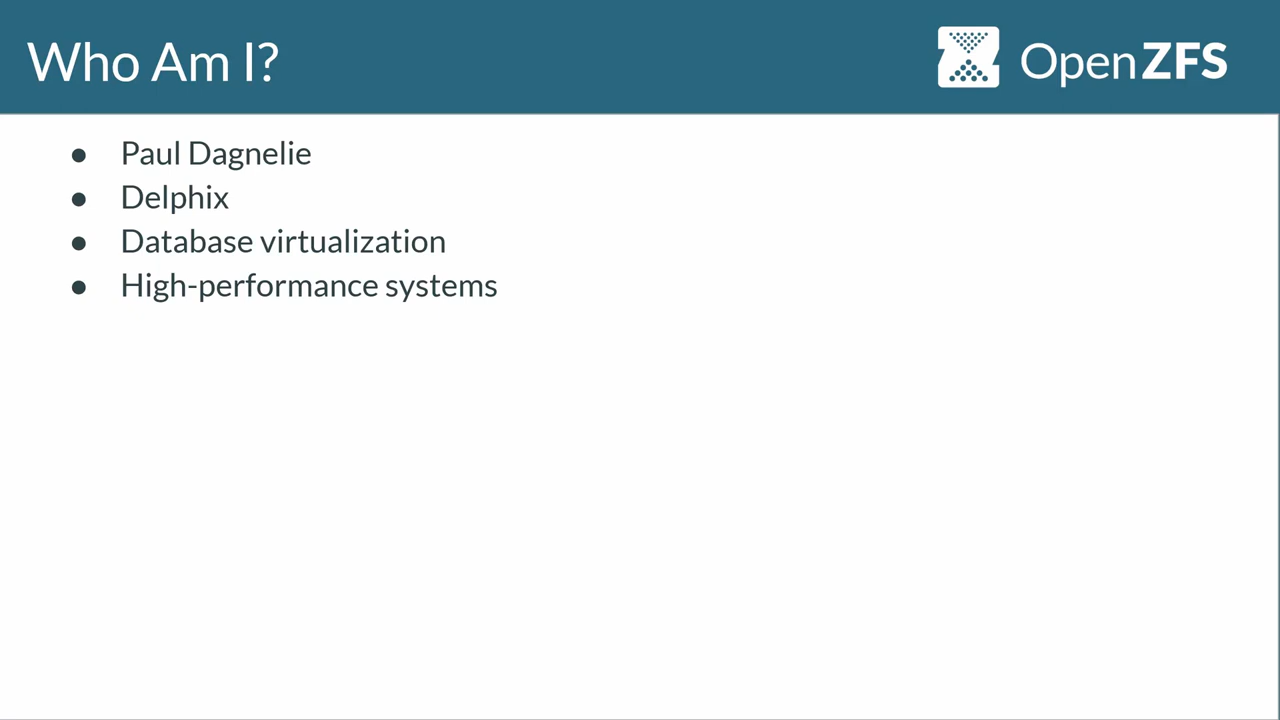 Who Am I?
OpenZFS
● Paul Dagnelie
● Delphix
● Database virtualization
● High-performance systems